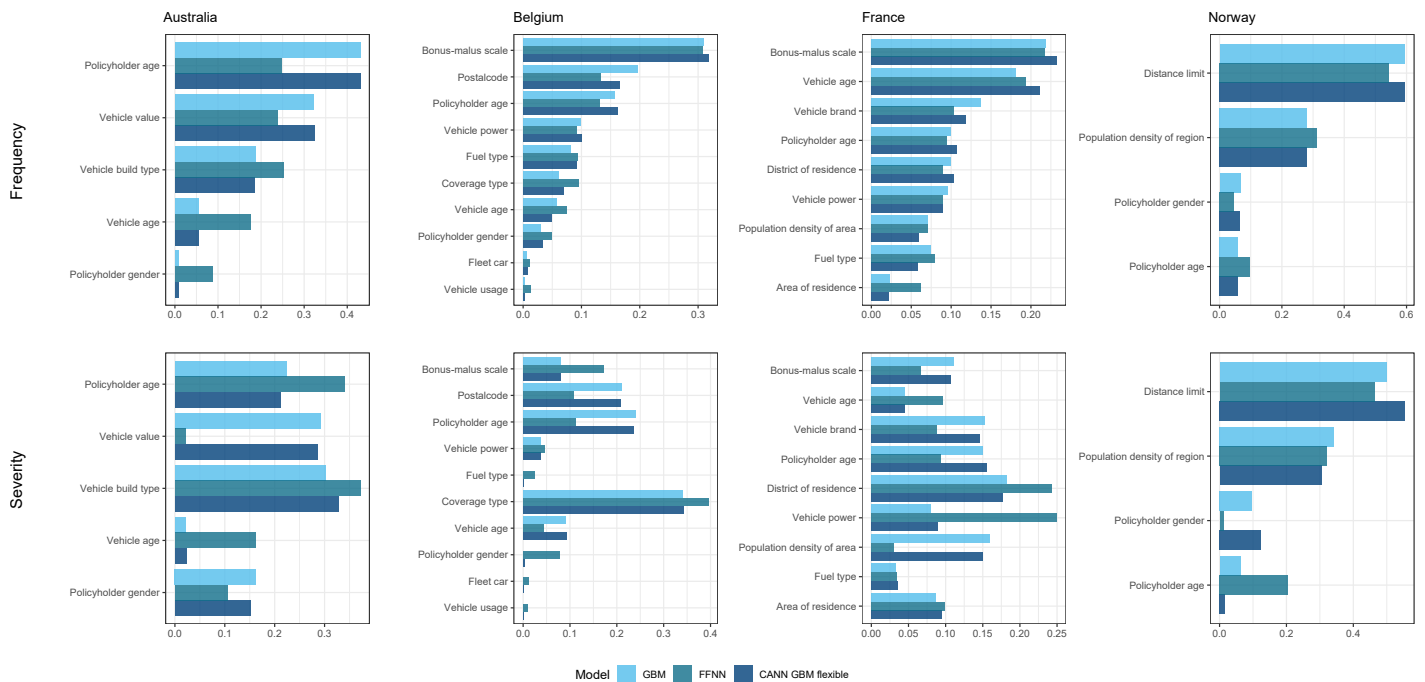 Australia
Belgium
France
Norway
Frequency
Policyholder age
Vehicle value
Vehicle build type
Vehicle age
Policyholder gender
0.0 0.1 0.2 0.3 0.4
Bonus-malus scale
Postalcode
Policyholder age
Vehicle power
Fuel type
Coverage type
Vehicle age
Policyholder gender
Fleet car
Vehicle usage
0.0 0.1 0.2 0.3
Bonus-malus scale
Vehicle age
Vehicle brand
Policyholder age
District of residence
Vehicle power
Population density of area
Fuel type
Area of residence
0.00 0.05 0.10 0.15 0.20
Distance limit
Population density of region
Policyholder gender
Policyholder age
0.0 0.2 0.4 0.6
Severity
Policyholder age
Vehicle value
Vehicle build type
Vehicle age
Policyholder gender
0.0 0.1 0.2 0.3
Bonus-malus scale
Postalcode
Policyholder age
Vehicle power
Fuel type
Coverage type
Vehicle age
Policyholder gender
Fleet car
Vehicle usage
0.0 0.1 0.2 0.3 0.4
Bonus-malus scale
Vehicle age
Vehicle brand
Policyholder age
District of residence
Vehicle power
Population density of area
Fuel type
Area of residence
0.00 0.05 0.10 0.15 0.20 0.25
Distance limit
Population density of region
Policyholder gender
Policyholder age
0.0 0.2 0.4
Model GBM FFNN CANN GBM flexible